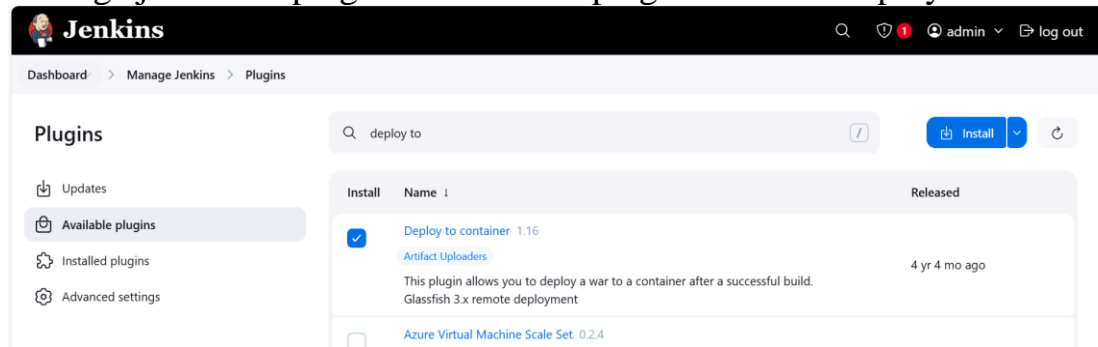 Jenkins
1
admin
log out
Dashboard > Manage Jenkins > Plugins
Plugins
deploy to
/
Install
Updates
Available plugins
Installed plugins
Advanced settings
Install Name ↓ Released
Deploy to container 1.16
Artifact Uploaders
This plugin allows you to deploy a war to a container after a successful build.
Glassfish 3.x remote deployment
4 yr 4 mo ago
Azure Virtual Machine Scale Set 0.2.4